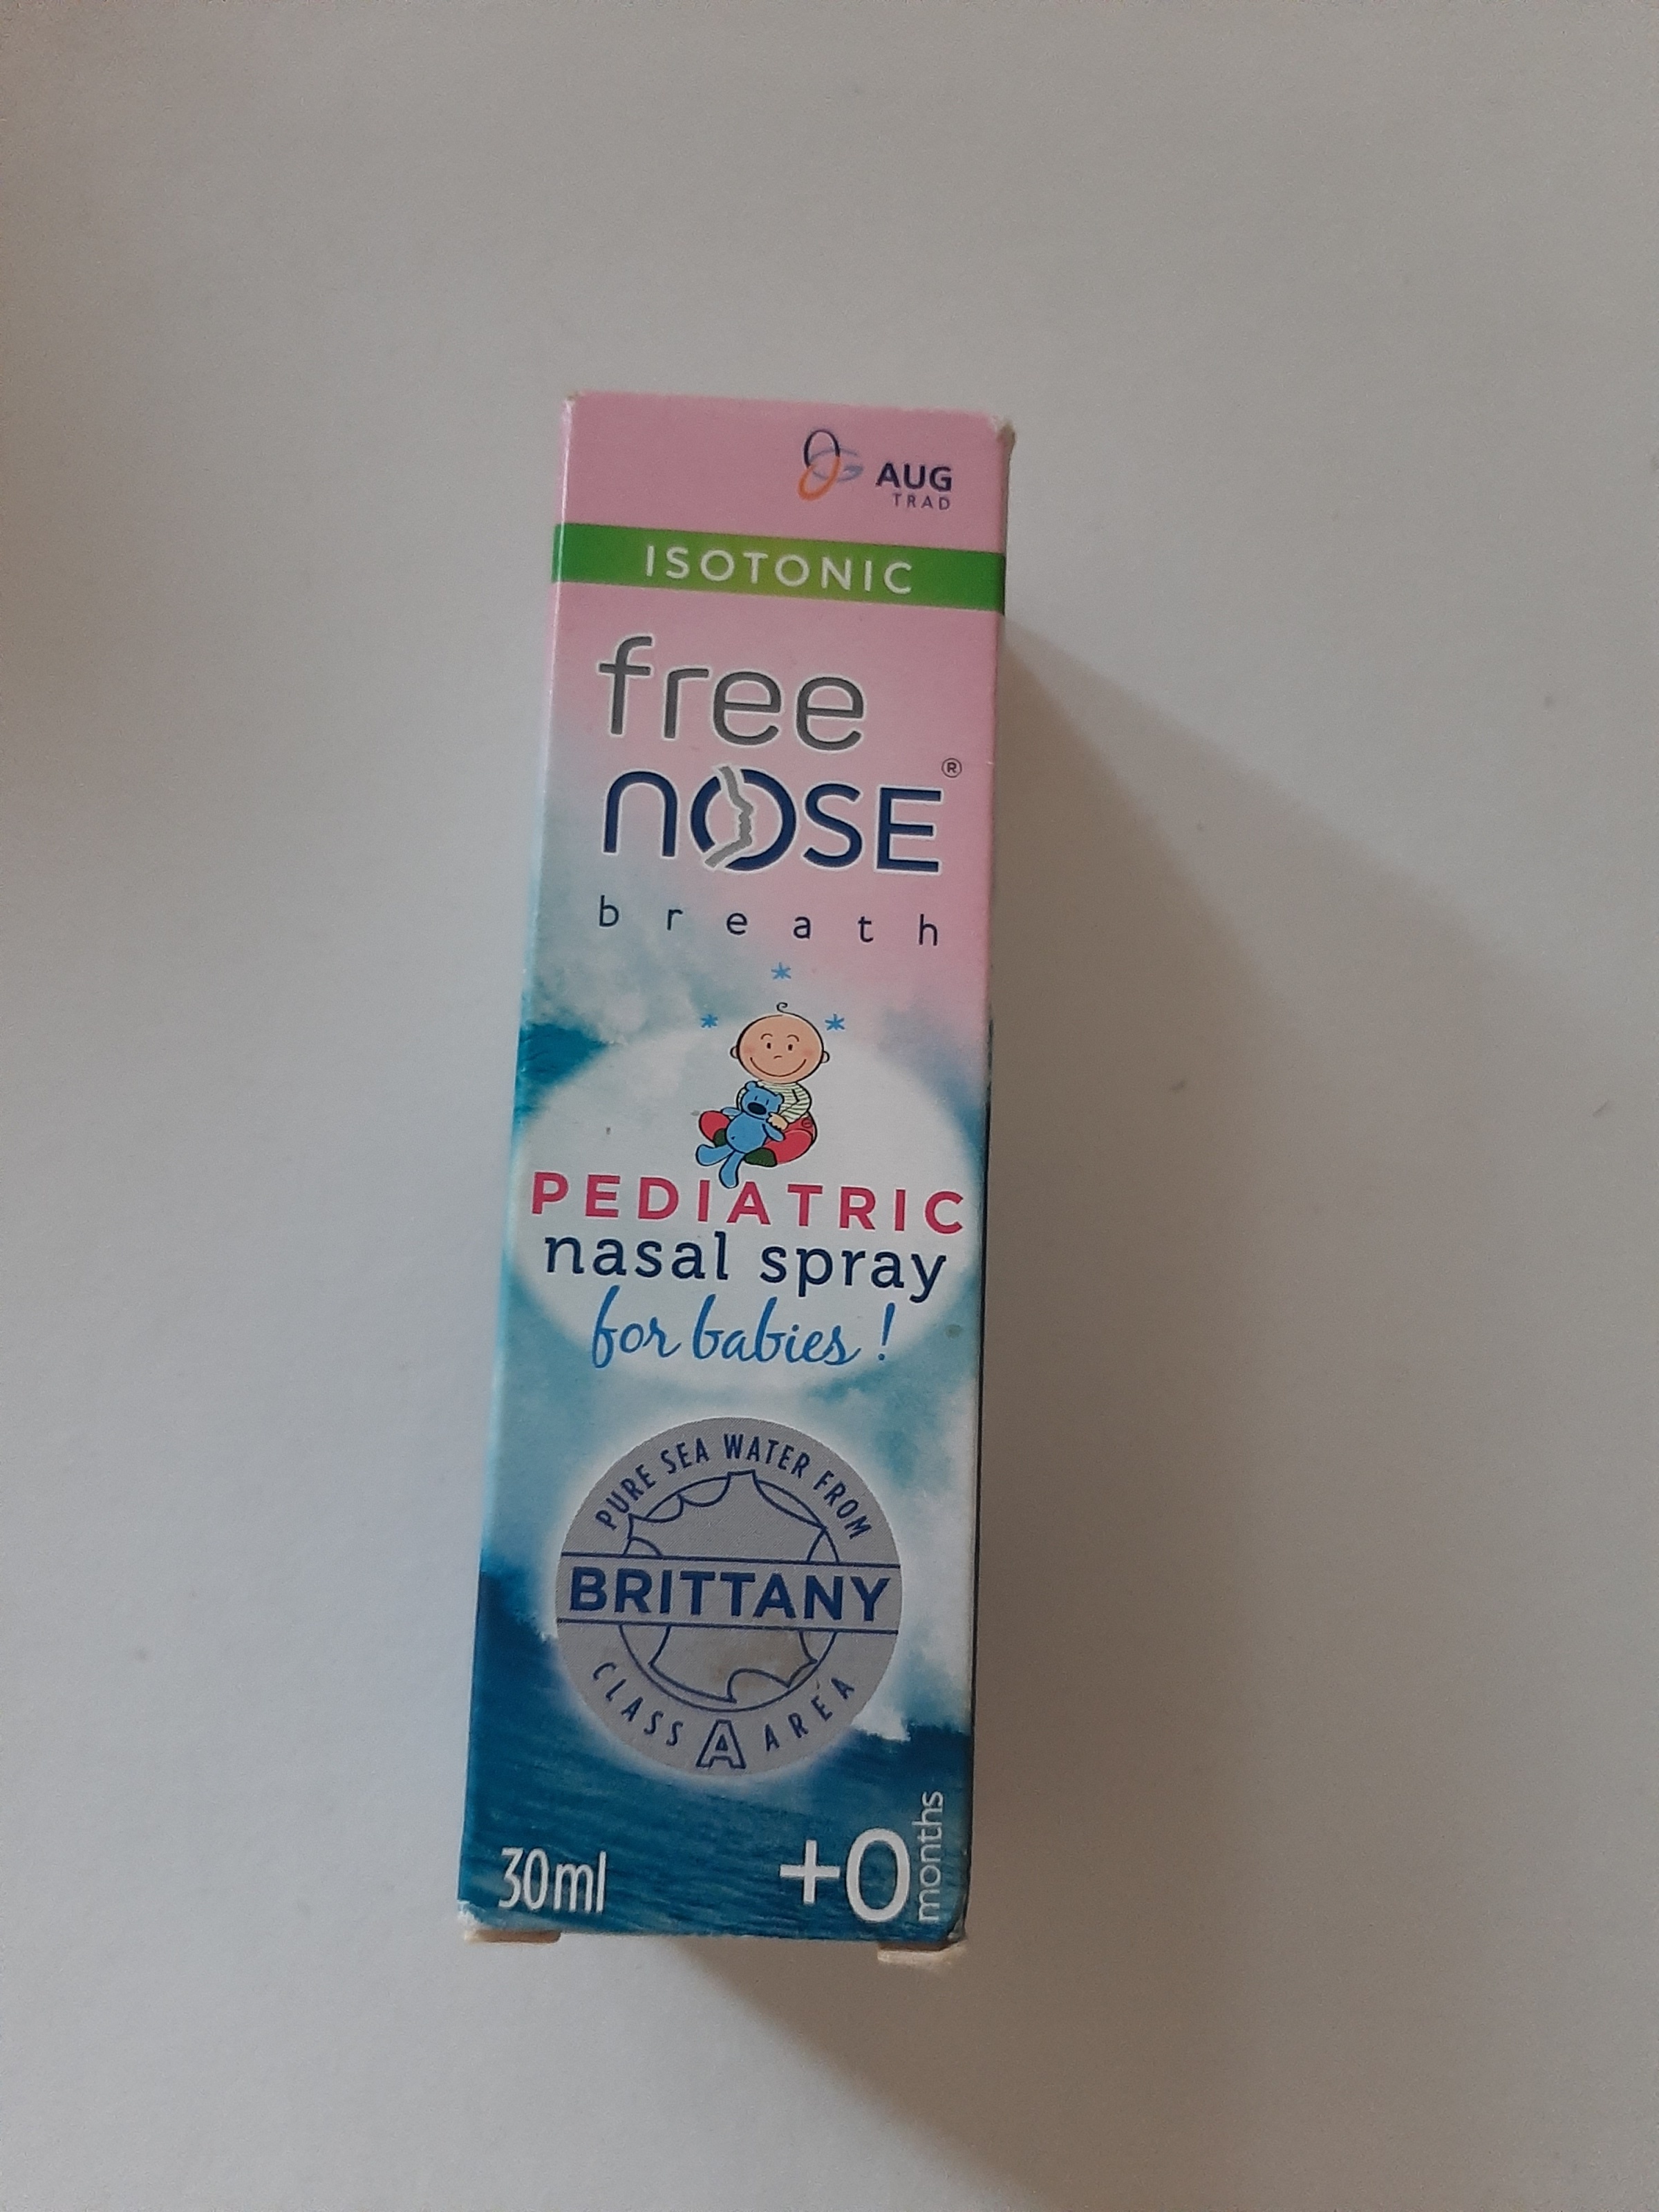 AUG
TRAD
ISOTONIC
free
nOSE®
breath
PEDIATRIC
nasal spray
for babies!
PURE SEA WATER FROM
BRITTANY
CLASS A AREA
30ml
+0 months